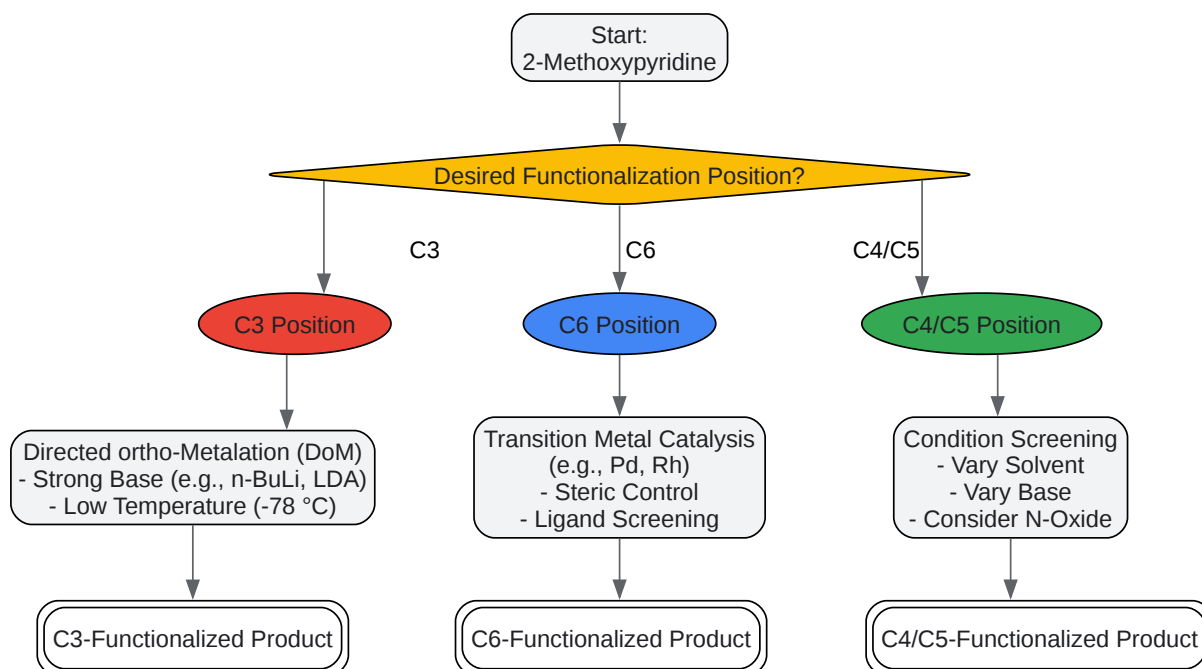 Start:
2-Methoxypyridine
Desired Functionalization Position?
C3
C6
C4/C5
C3 Position
C6 Position
C4/C5 Position
Directed ortho-Metalation (DoM)
- Strong Base (e.g., n-BuLi, LDA)
- Low Temperature (-78 °C)
Transition Metal Catalysis
(e.g., Pd, Rh)
- Steric Control
- Ligand Screening
Condition Screening
- Vary Solvent
- Vary Base
- Consider N-Oxide
C3-Functionalized Product
C6-Functionalized Product
C4/C5-Functionalized Product